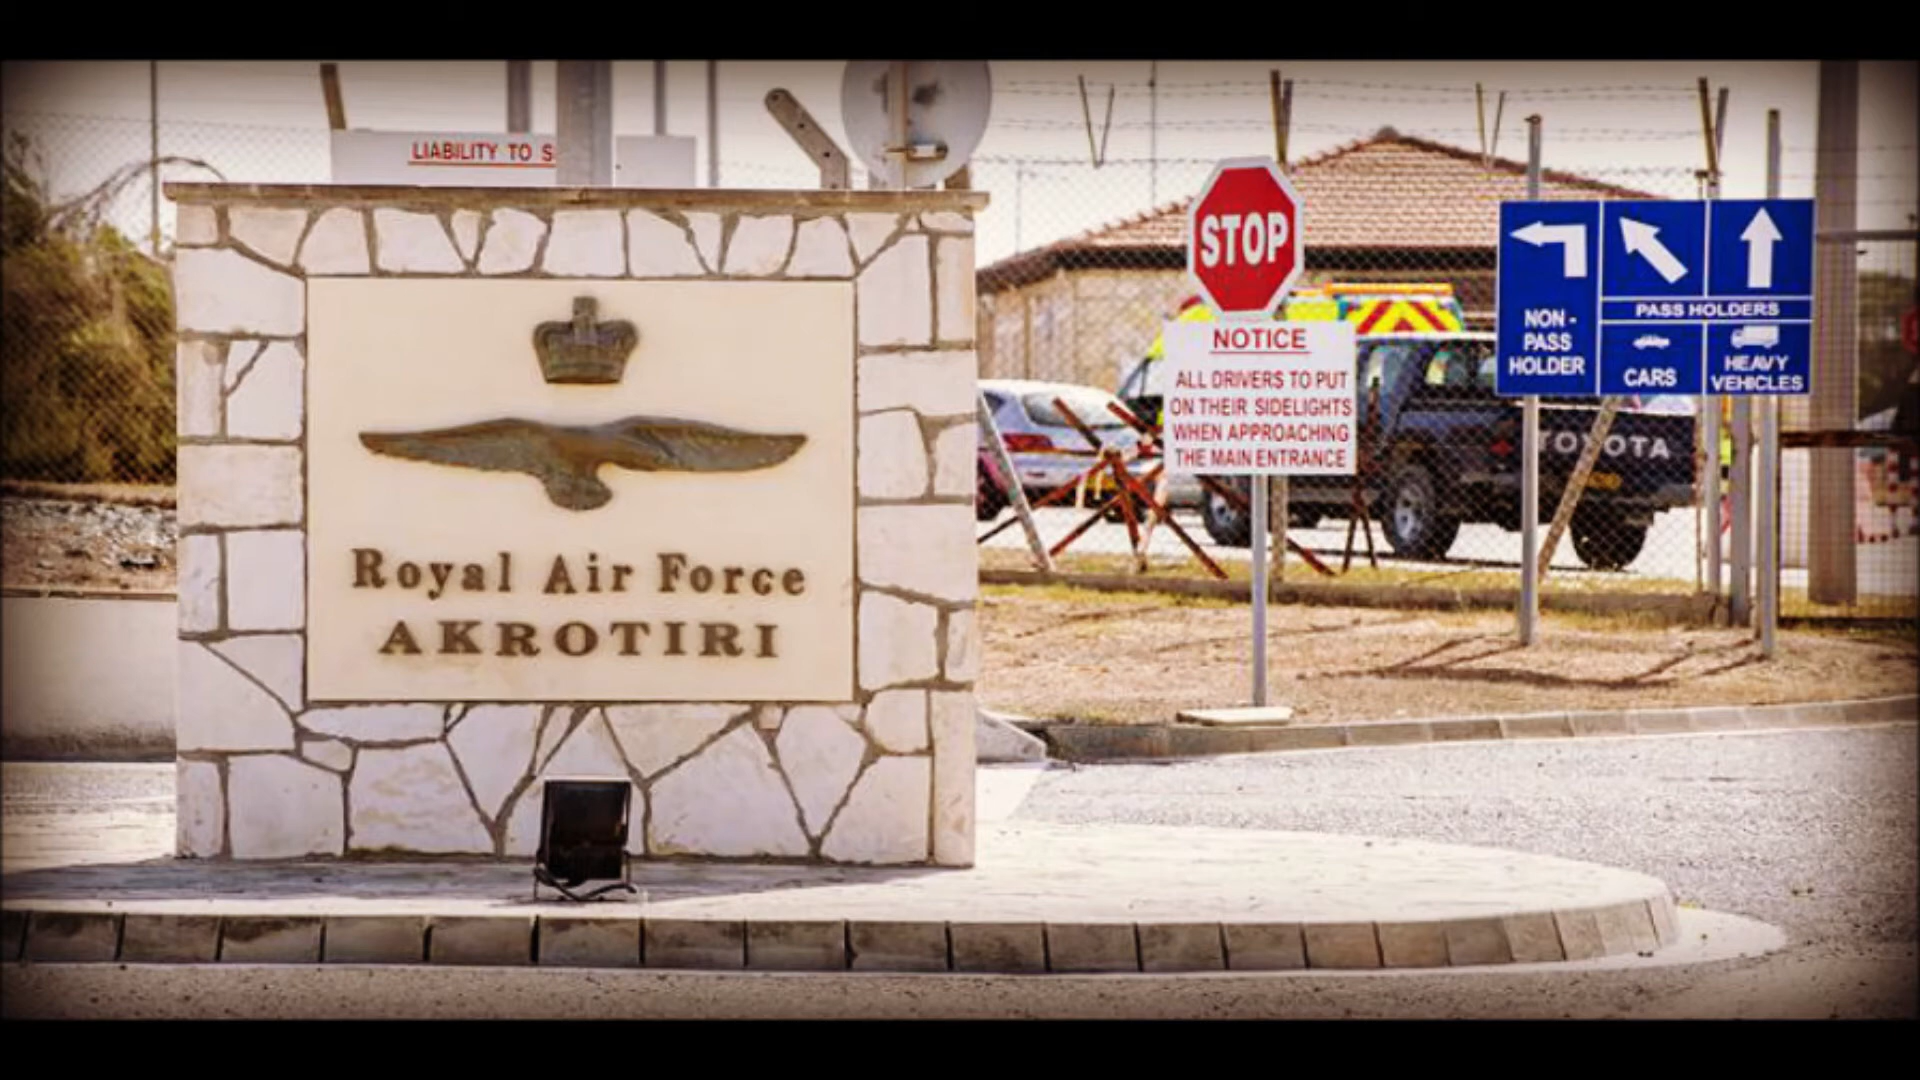 LIABILITY TO S
Royal Air Force
AKROTIRI
STOP
NOTICE
ALL DRIVERS TO PUT
ON THEIR SIDELIGHTS
WHEN APPROACHING
THE MAIN ENTRANCE
NON -
PASS
HOLDER
PASS HOLDERS
CARS
HEAVY
VEHICLES
TOYOTA